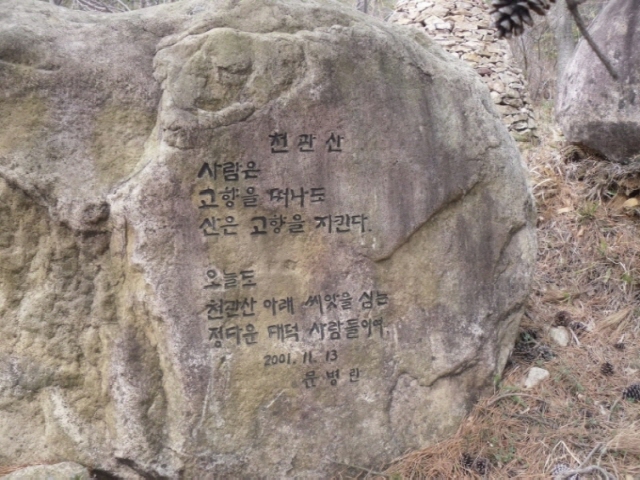 천관산
사람은
고향을 떠나도
산은 고향을 지킨다.
오늘도
천관산 아래 씨앗을 심는
정다운 대덕 사람들이여.
2001. 11. 13
문병란